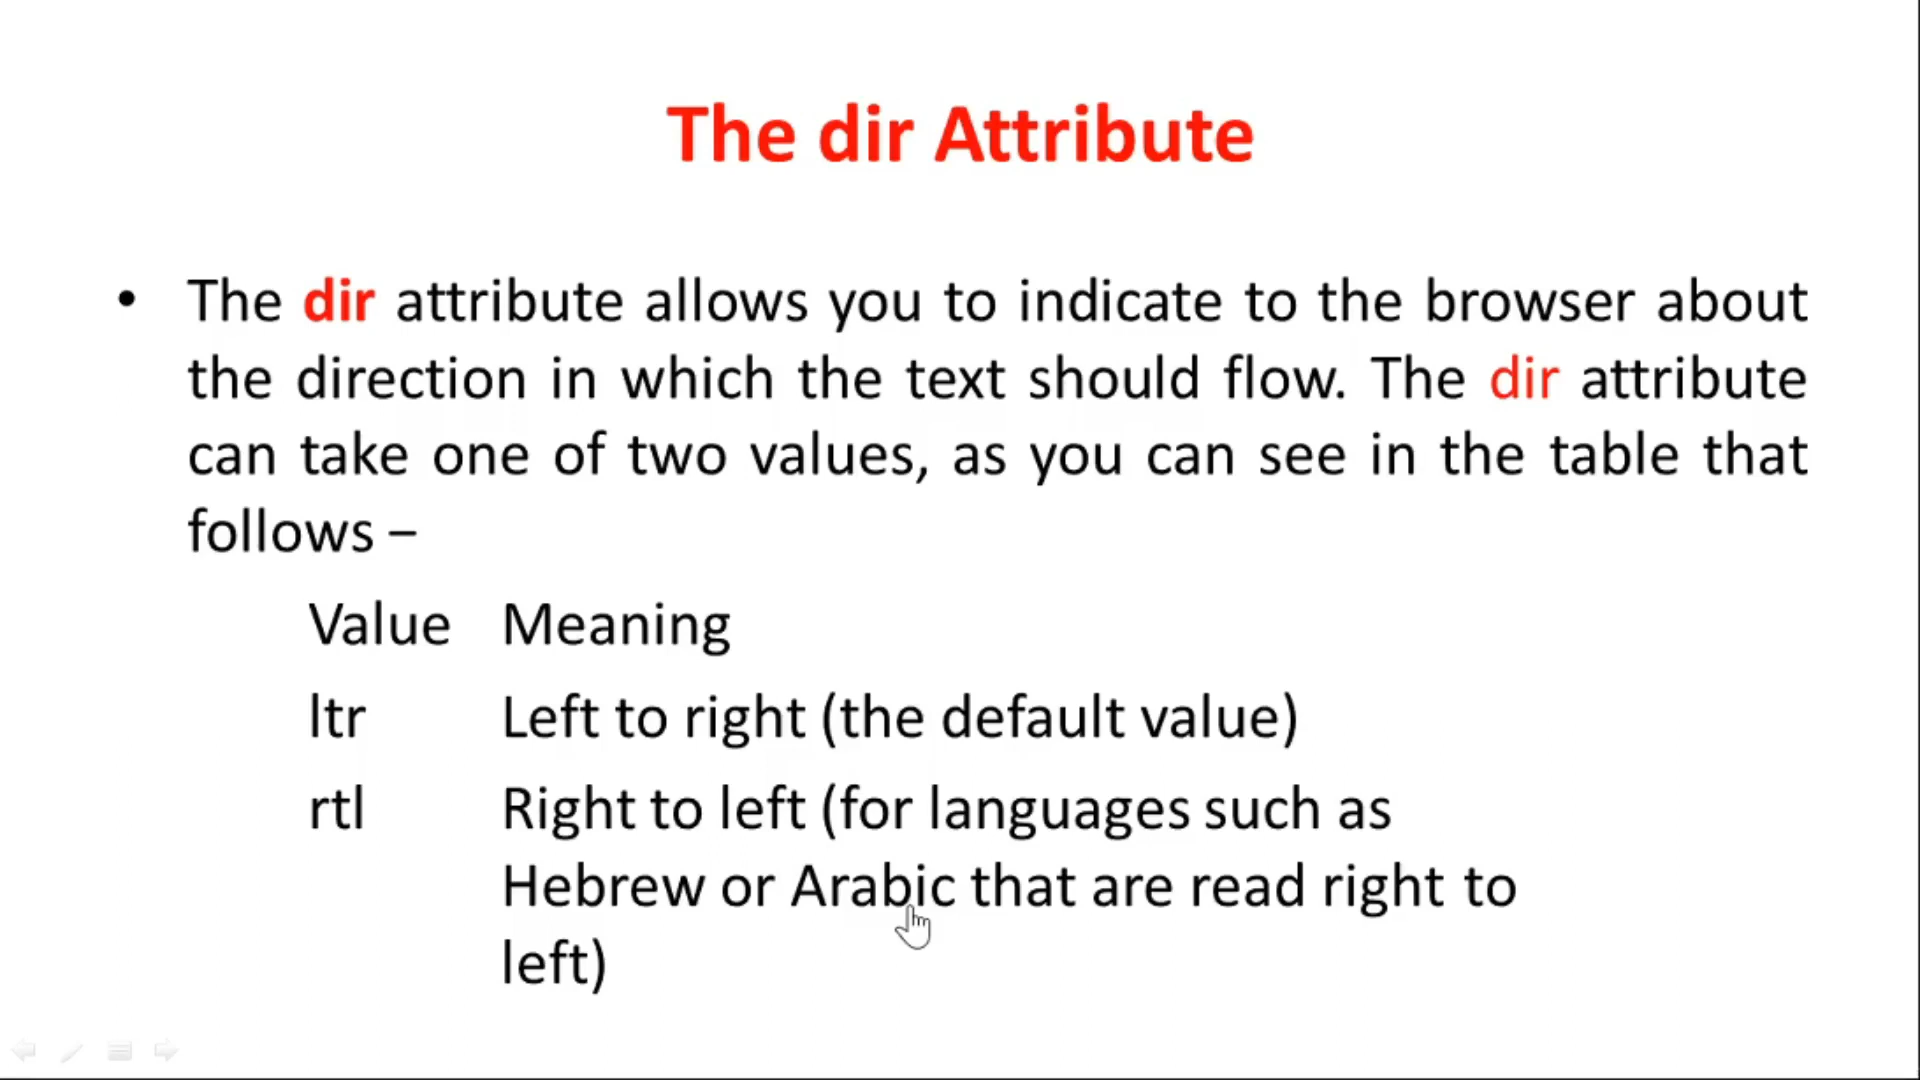 The dir Attribute
• The dir attribute allows you to indicate to the browser about
the direction in which the text should flow. The dir attribute
can take one of two values, as you can see in the table that
follows –
Value Meaning
ltr Left to right (the default value)
rtl Right to left (for languages such as
Hebrew or Arabic that are read right to
left)